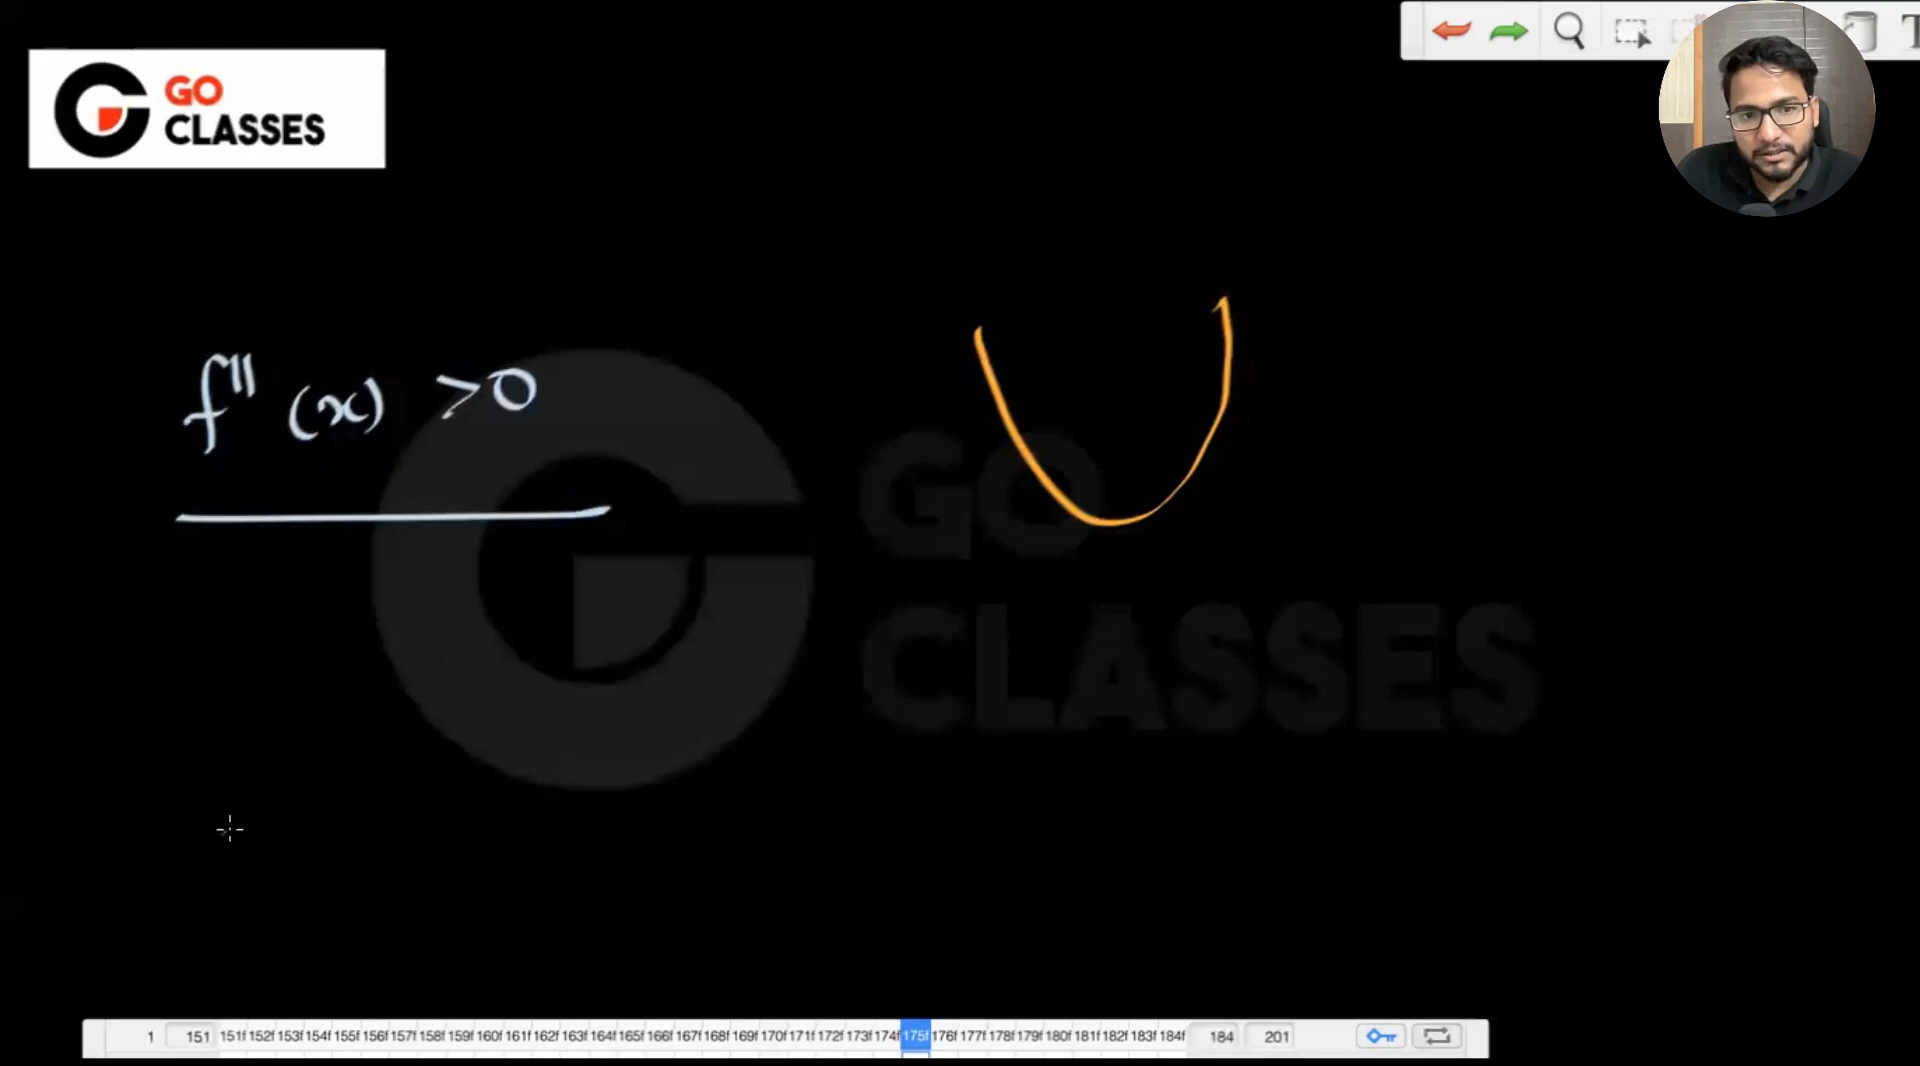 GO
CLASSES
T
f''(x) >0
GO
CLASSES
1 151 151f 152f 153f 154f 155f 156f 157f 158f 159f 160f 161f 162f 163f 164f 165f 166f 167f 168f 169f 170f 171f 172f 173f 174f 175f 176f 177f 178f 179f 180f 181f 182f 183f 184f 184 201